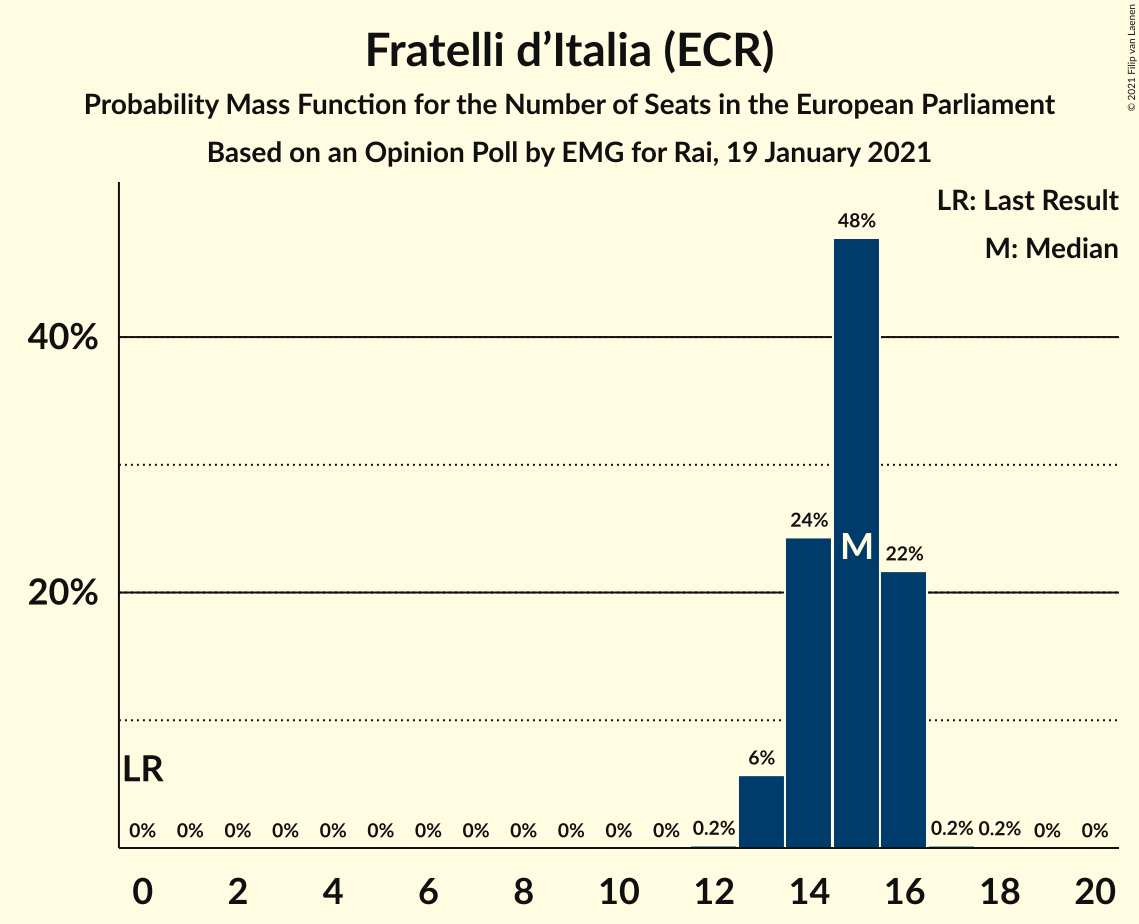 Fratelli d’Italia (ECR)
Probability Mass Function for the Number of Seats in the European Parliament
Based on an Opinion Poll by EMG for Rai, 19 January 2021
© 2021 Filip van Laenen
LR: Last Result
M: Median
48%
40%
24%
M
22%
20%
6%
LR
0% 0% 0% 0% 0% 0% 0% 0% 0% 0% 0% 0% 0.2% 0.2% 0.2% 0% 0%
0 2 4 6 8 10 12 14 16 18 20